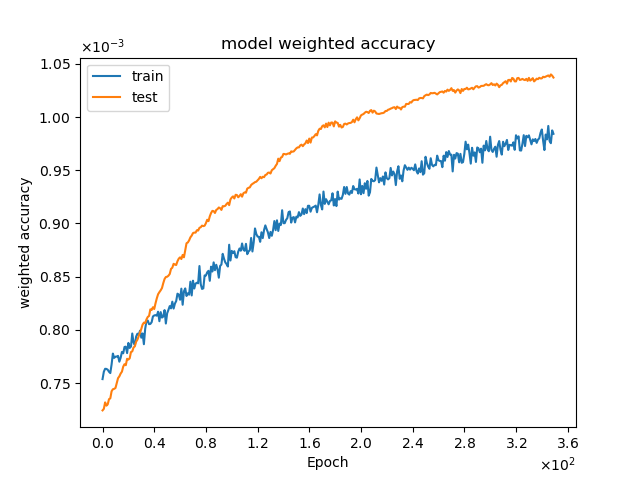 model weighted accuracy
×10⁻³
train
test
1.05
1.00
0.95
0.90
0.85
0.80
0.75
weighted accuracy
0.0 0.4 0.8 1.2 1.6 2.0 2.4 2.8 3.2 3.6
Epoch
×10²